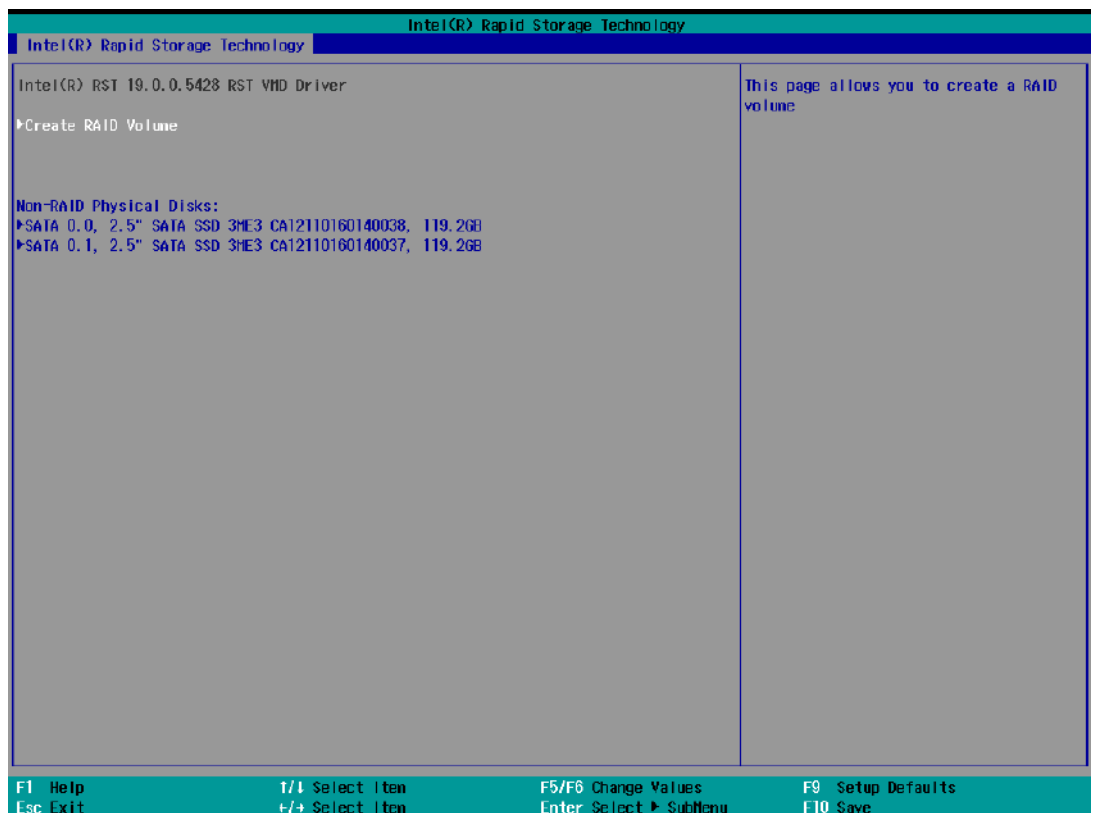 Intel(R) Rapid Storage Technology
Intel(R) Rapid Storage Technology
Intel(R) RST 19.0.0.5428 RST VMD Driver
▶Create RAID Volume
Non-RAID Physical Disks:
▶SATA 0.0, 2.5" SATA SSD 3ME3 CA12110160140038, 119.2GB
▶SATA 0.1, 2.5" SATA SSD 3ME3 CA12110160140037, 119.2GB
This page allows you to create a RAID
volume
F1 Help ↑/↓ Select Item F5/F6 Change Values F9 Setup Defaults
Esc Exit ←/→ Select Item Enter Select ▶ SubMenu F10 Save